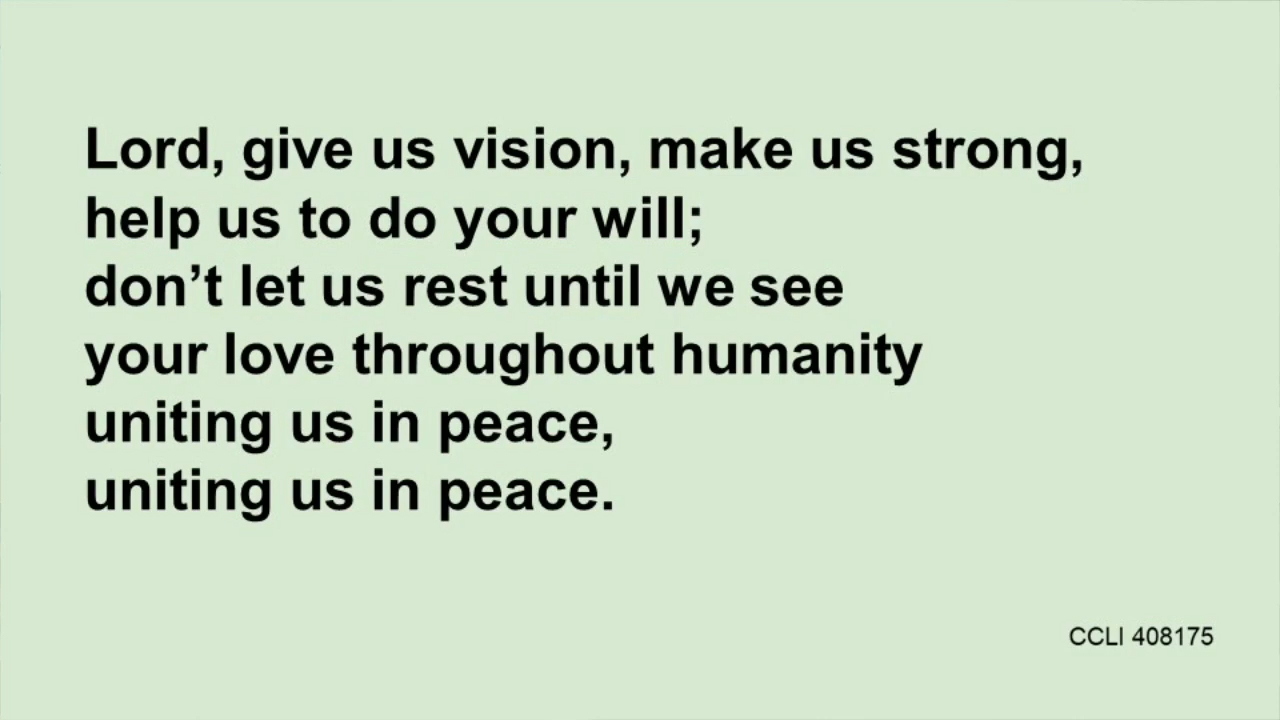 Lord, give us vision, make us strong,
help us to do your will;
don’t let us rest until we see
your love throughout humanity
uniting us in peace,
uniting us in peace.
CCLI 408175